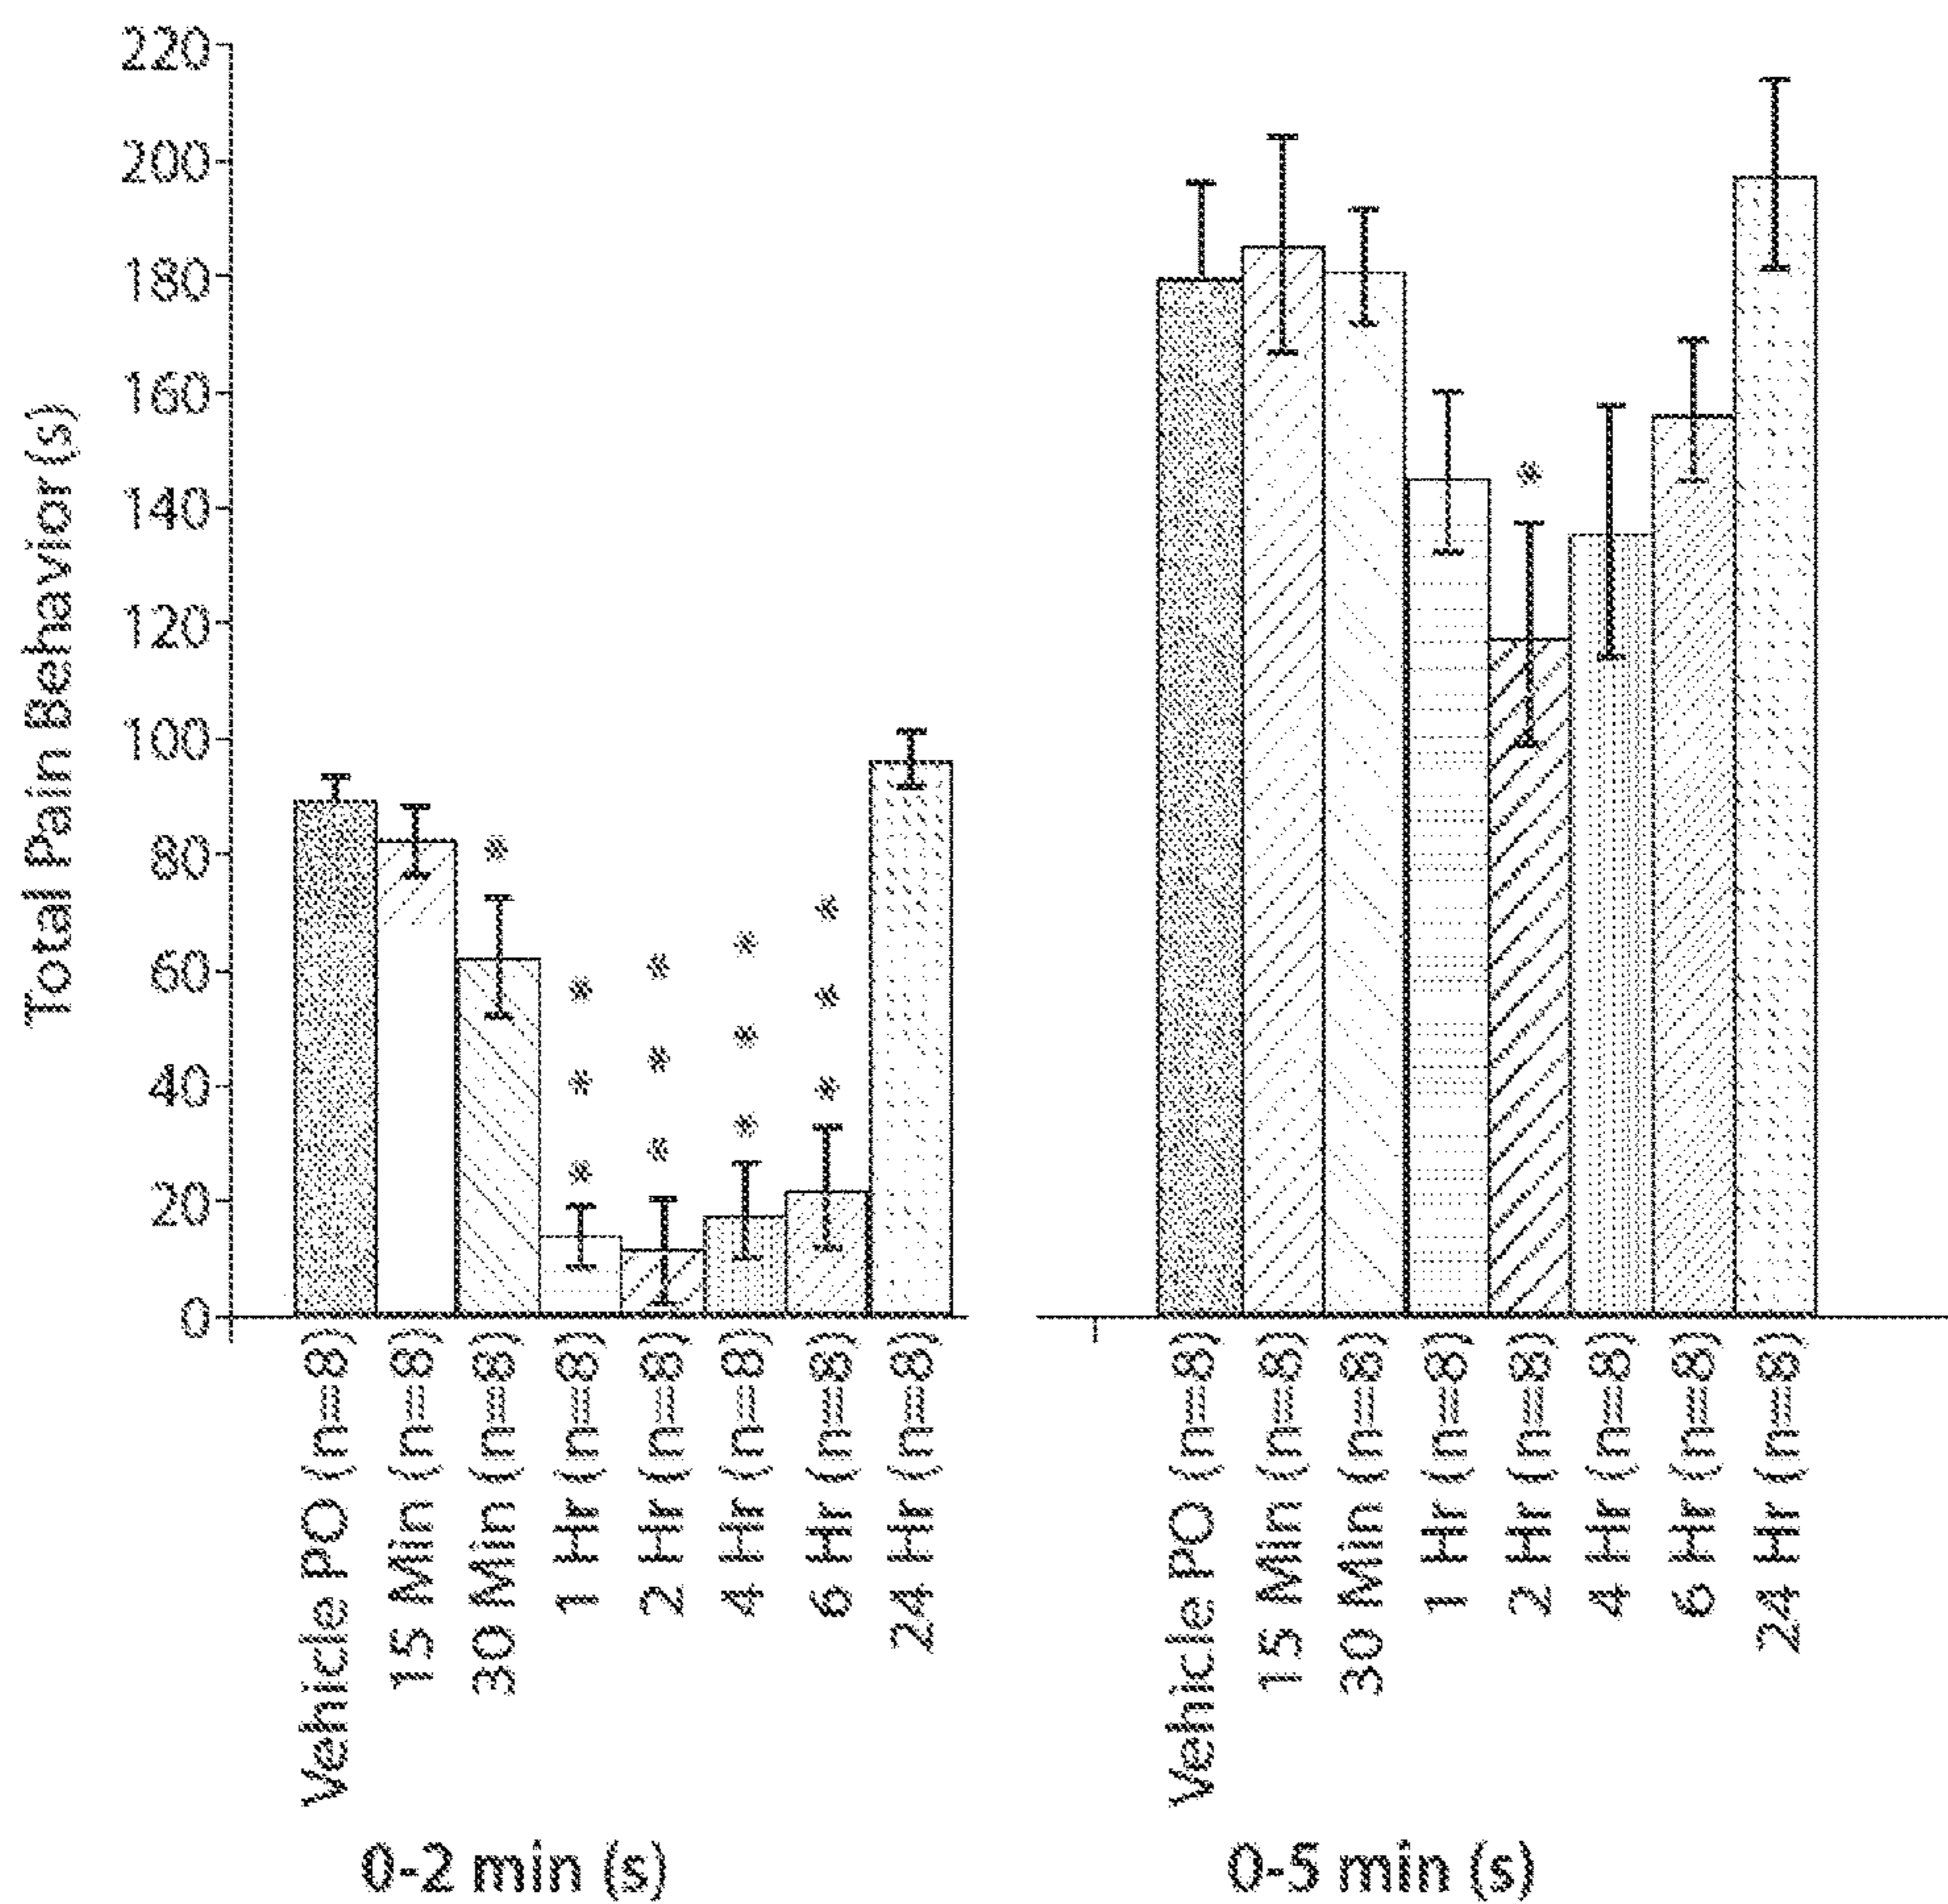 Total Pain Behavior (s)
220
200
180
160
140
120
100
80
60
40
20
0
*
* * *
* * *
* * *
* * *
*
Vehicle PO (n=8)
15 Min (n=8)
30 Min (n=8)
1 Hr (n=8)
2 Hr (n=8)
4 Hr (n=8)
6 Hr (n=8)
24 Hr (n=8)
0-2 min (s)
Vehicle PO (n=8)
15 Min (n=8)
30 Min (n=8)
1 Hr (n=8)
2 Hr (n=8)
4 Hr (n=8)
6 Hr (n=8)
24 Hr (n=8)
0-5 min (s)